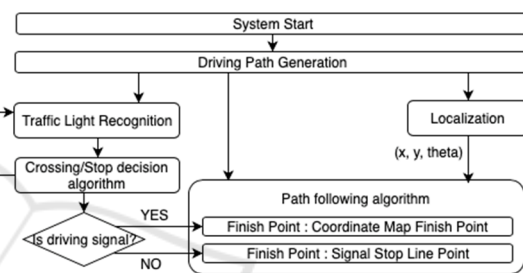 System Start
Driving Path Generation
Traffic Light Recognition
Localization
(x, y, theta)
Crossing/Stop decision
algorithm
Path following algorithm
Is driving signal?
YES
NO
Finish Point : Coordinate Map Finish Point
Finish Point : Signal Stop Line Point